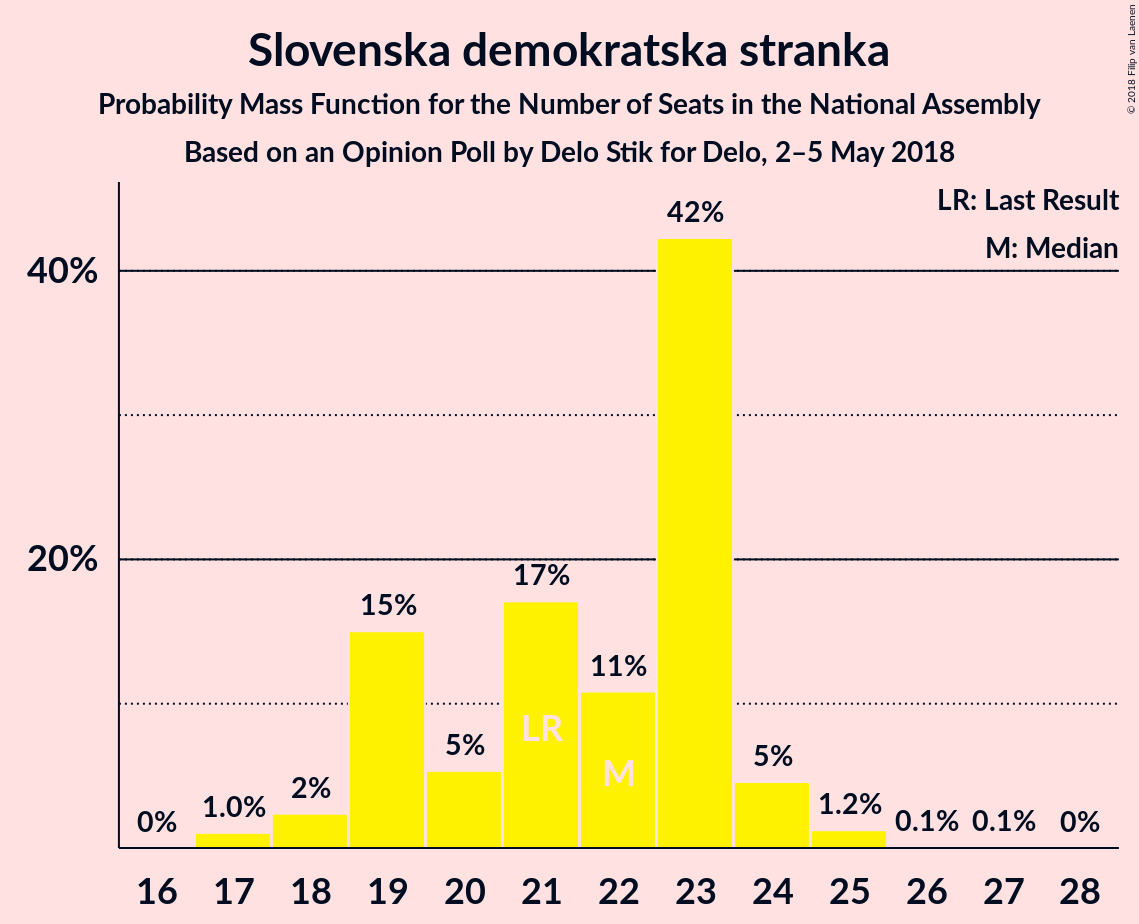 Slovenska demokratska stranka
Probability Mass Function for the Number of Seats in the National Assembly
Based on an Opinion Poll by Delo Stik for Delo, 2–5 May 2018
© 2018 Filip van Laenen
LR: Last Result
M: Median
40%
20%
0%
1.0%
2%
15%
5%
17%
11%
42%
5%
1.2%
0.1%
0.1%
0%
LR
M
16 17 18 19 20 21 22 23 24 25 26 27 28